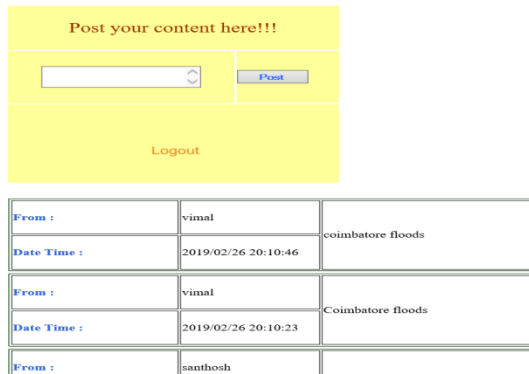 Post your content here!!!
Post
Logout
From :
vimal
coimbatore floods
Date Time :
2019/02/26 20:10:46
From :
vimal
Coimbatore floods
Date Time :
2019/02/26 20:10:23
From :
santhosh